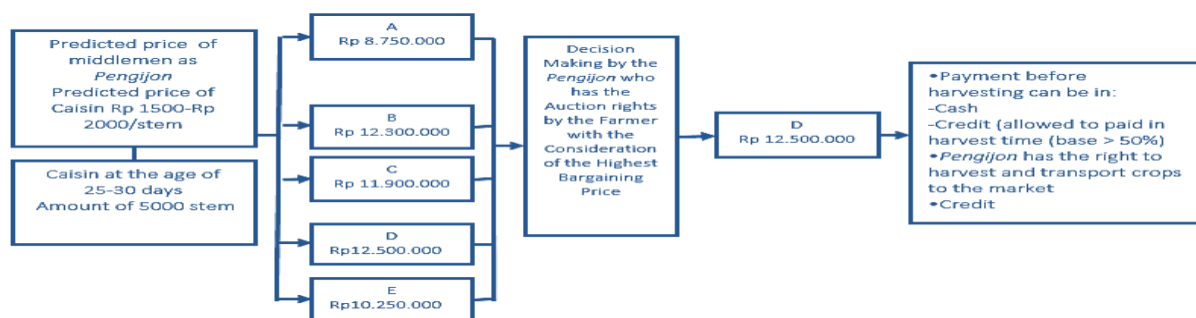 Predicted price of
middlemen as
Pengijon
Predicted price of
Caisin Rp 1500-Rp
2000/stem
Caisin at the age of
25-30 days
Amount of 5000 stem
A
Rp 8.750.000
B
Rp 12.300.000
C
Rp 11.900.000
D
Rp12.500.000
E
Rp10.250.000
Decision
Making by the
Pengijon who
has the
Auction rights
by the Farmer
with the
Consideration
of the Highest
Bargaining
Price
D
Rp 12.500.000
•Payment before
harvesting can be in:
-Cash
-Credit (allowed to paid in
harvest time (base > 50%)
•Pengijon has the right to
harvest and transport crops
to the market
•Credit